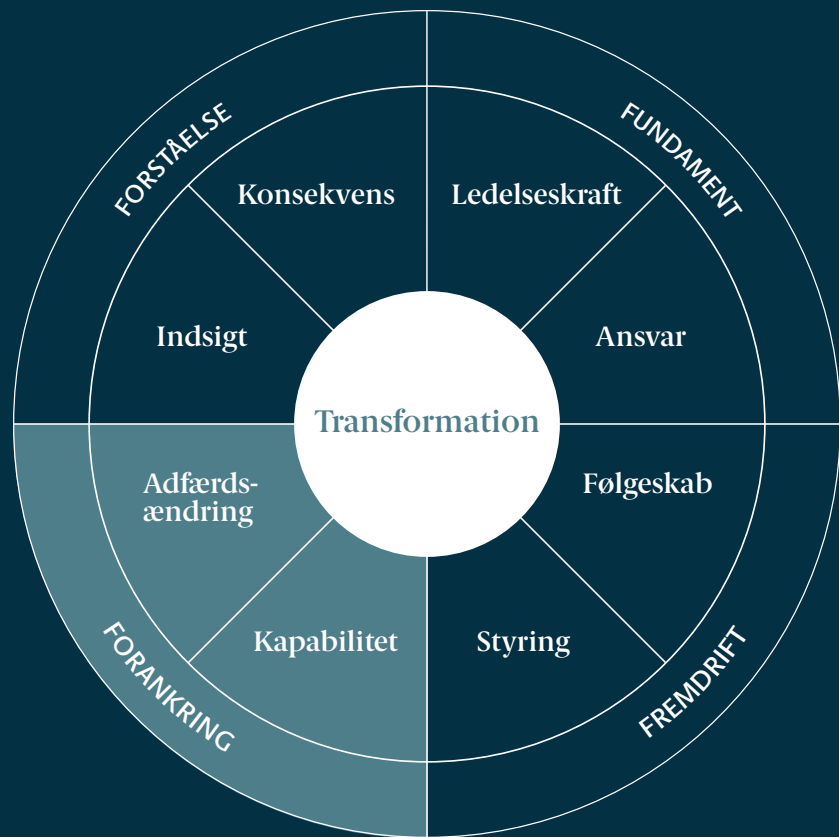 FORSTÅELSE
FUNDAMENT
Konsekvens
Ledelseskraft
Indsigt
Ansvar
Transformation
Adfærds-
ændring
Følgeskab
Kapabilitet
Styring
FORANKRING
FREMDRIFT